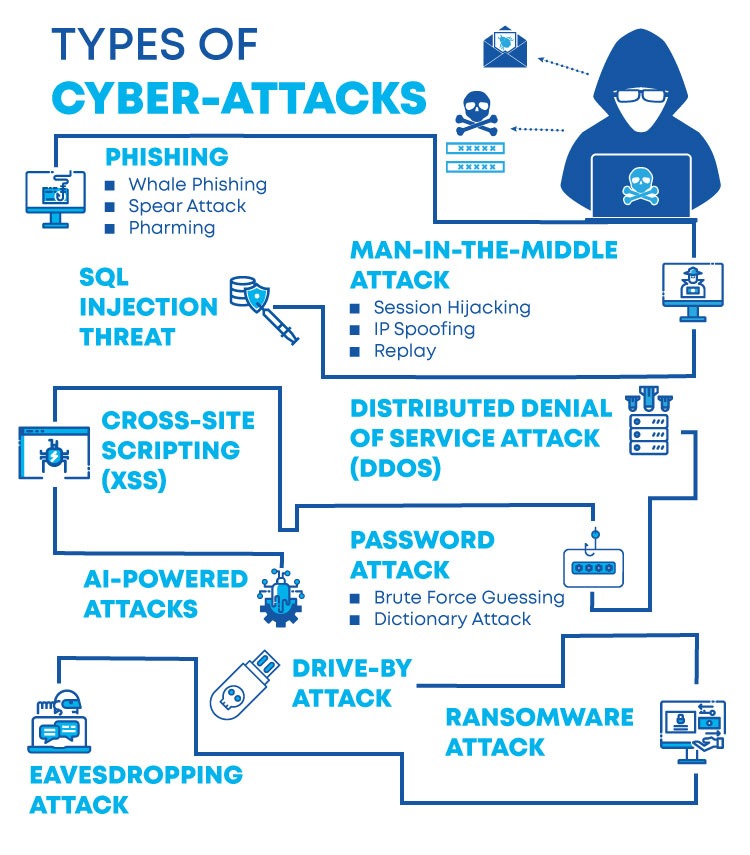 TYPES OF
CYBER-ATTACKS
PHISHING
Whale Phishing
Spear Attack
Pharming
MAN-IN-THE-MIDDLE
ATTACK
Session Hijacking
IP Spoofing
Replay
SQL
INJECTION
THREAT
CROSS-SITE
SCRIPTING
(XSS)
DISTRIBUTED DENIAL
OF SERVICE ATTACK
(DDOS)
PASSWORD
ATTACK
Brute Force Guessing
Dictionary Attack
AI-POWERED
ATTACKS
DRIVE-BY
ATTACK
RANSOMWARE
ATTACK
EAVESDROPPING
ATTACK